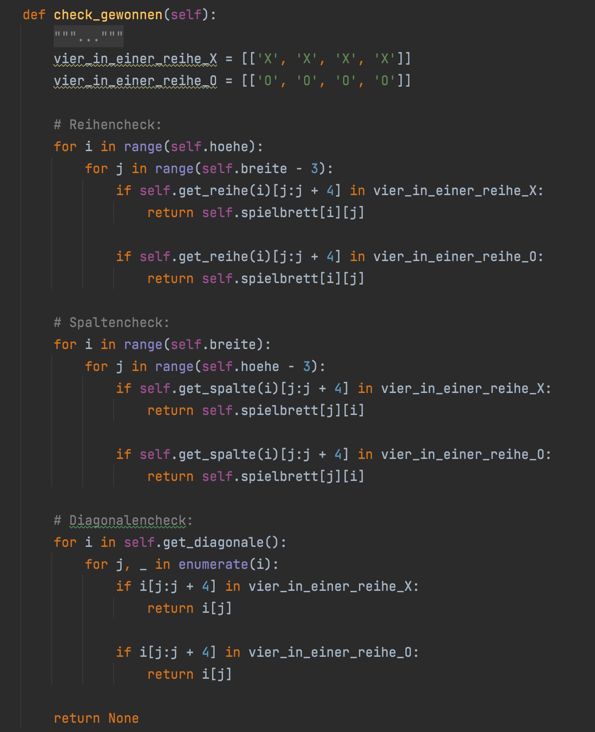 def check_gewonnen(self):
    """..."""
    vier_in_einer_reihe_X = [['X', 'X', 'X', 'X']]
    vier_in_einer_reihe_O = [['O', 'O', 'O', 'O']]

    # Reihencheck:
    for i in range(self.hoehe):
        for j in range(self.breite - 3):
            if self.get_reihe(i)[j:j + 4] in vier_in_einer_reihe_X:
                return self.spielbrett[i][j]

            if self.get_reihe(i)[j:j + 4] in vier_in_einer_reihe_O:
                return self.spielbrett[i][j]

    # Spaltencheck:
    for i in range(self.breite):
        for j in range(self.hoehe - 3):
            if self.get_spalte(i)[j:j + 4] in vier_in_einer_reihe_X:
                return self.spielbrett[j][i]

            if self.get_spalte(i)[j:j + 4] in vier_in_einer_reihe_O:
                return self.spielbrett[j][i]

    # Diagonalencheck:
    for i in self.get_diagonale():
        for j, _ in enumerate(i):
            if i[j:j + 4] in vier_in_einer_reihe_X:
                return i[j]

            if i[j:j + 4] in vier_in_einer_reihe_O:
                return i[j]

    return None